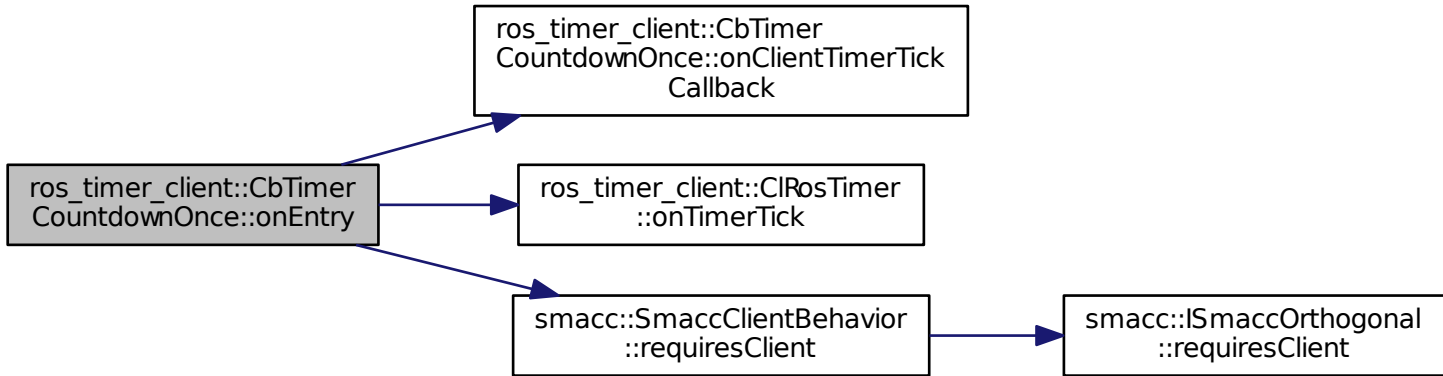 ros_timer_client::CbTimer
CountdownOnce::onEntry
ros_timer_client::CbTimer
CountdownOnce::onClientTimerTick
Callback
ros_timer_client::ClRosTimer
::onTimerTick
smacc::SmaccClientBehavior
::requiresClient
smacc::ISmaccOrthogonal
::requiresClient